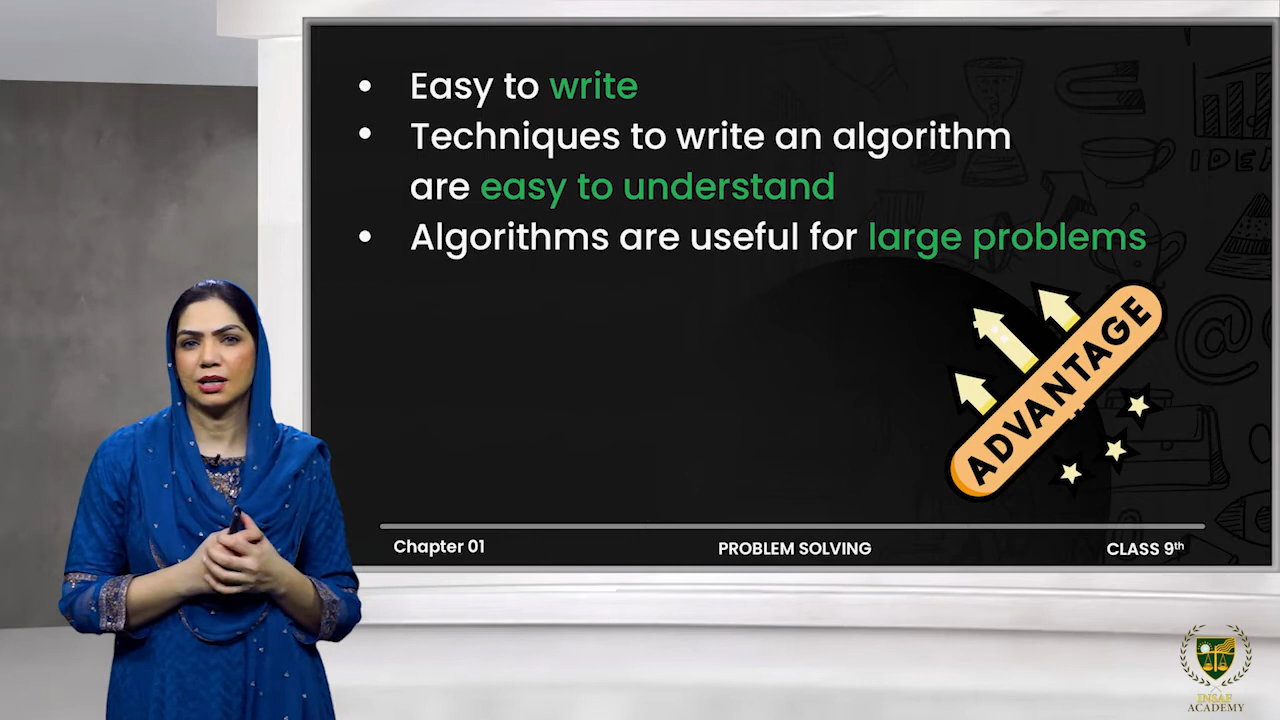 • Easy to write
• Techniques to write an algorithm
are easy to understand
• Algorithms are useful for large problems
IDEA
ADVANTAGE
Chapter 01
PROBLEM SOLVING
CLASS 9th
INSAF
ACADEMY